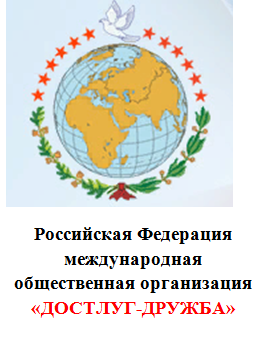 Российская Федерация
международная
общественная организация
«ДОСТЛУГ-ДРУЖБА»